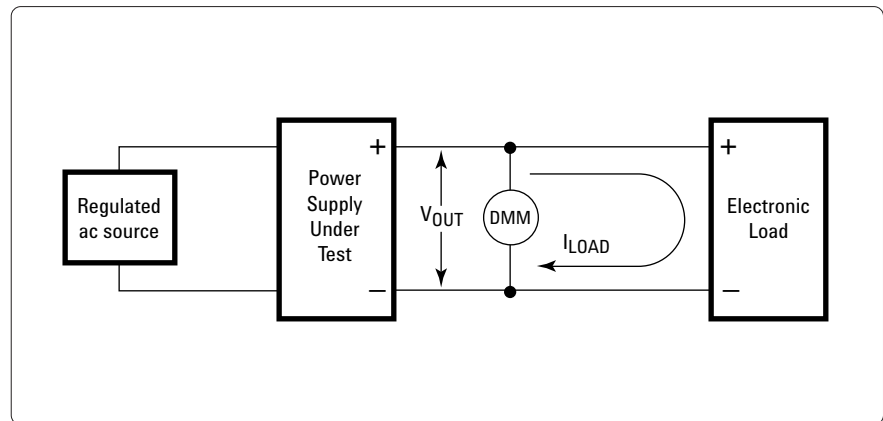 Regulated
ac source
+
Power
Supply
Under
Test
−
VOUT
DMM
ILOAD
+
Electronic
Load
−